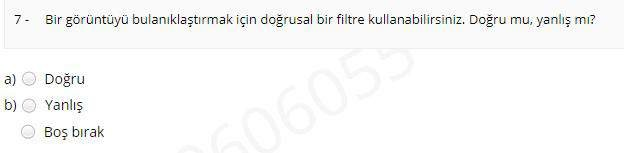 7 - Bir görüntüyü bulanıklaştırmak için doğrusal bir filtre kullanabilirsiniz. Doğru mu, yanlış mı?
a) Doğru
b) Yanlış
Boş bırak